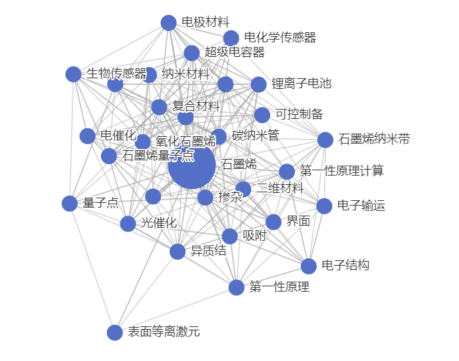 电极材料
电化学传感器
超级电容器
生物传感器
纳米材料
锂离子电池
复合材料
可控制备
电催化
氧化石墨烯
碳纳米管
石墨烯纳米带
石墨烯量子点
石墨烯
第一性原理计算
二维材料
掺杂
量子点
电子输运
光催化
界面
吸附
异质结
电子结构
第一性原理
表面等离激元